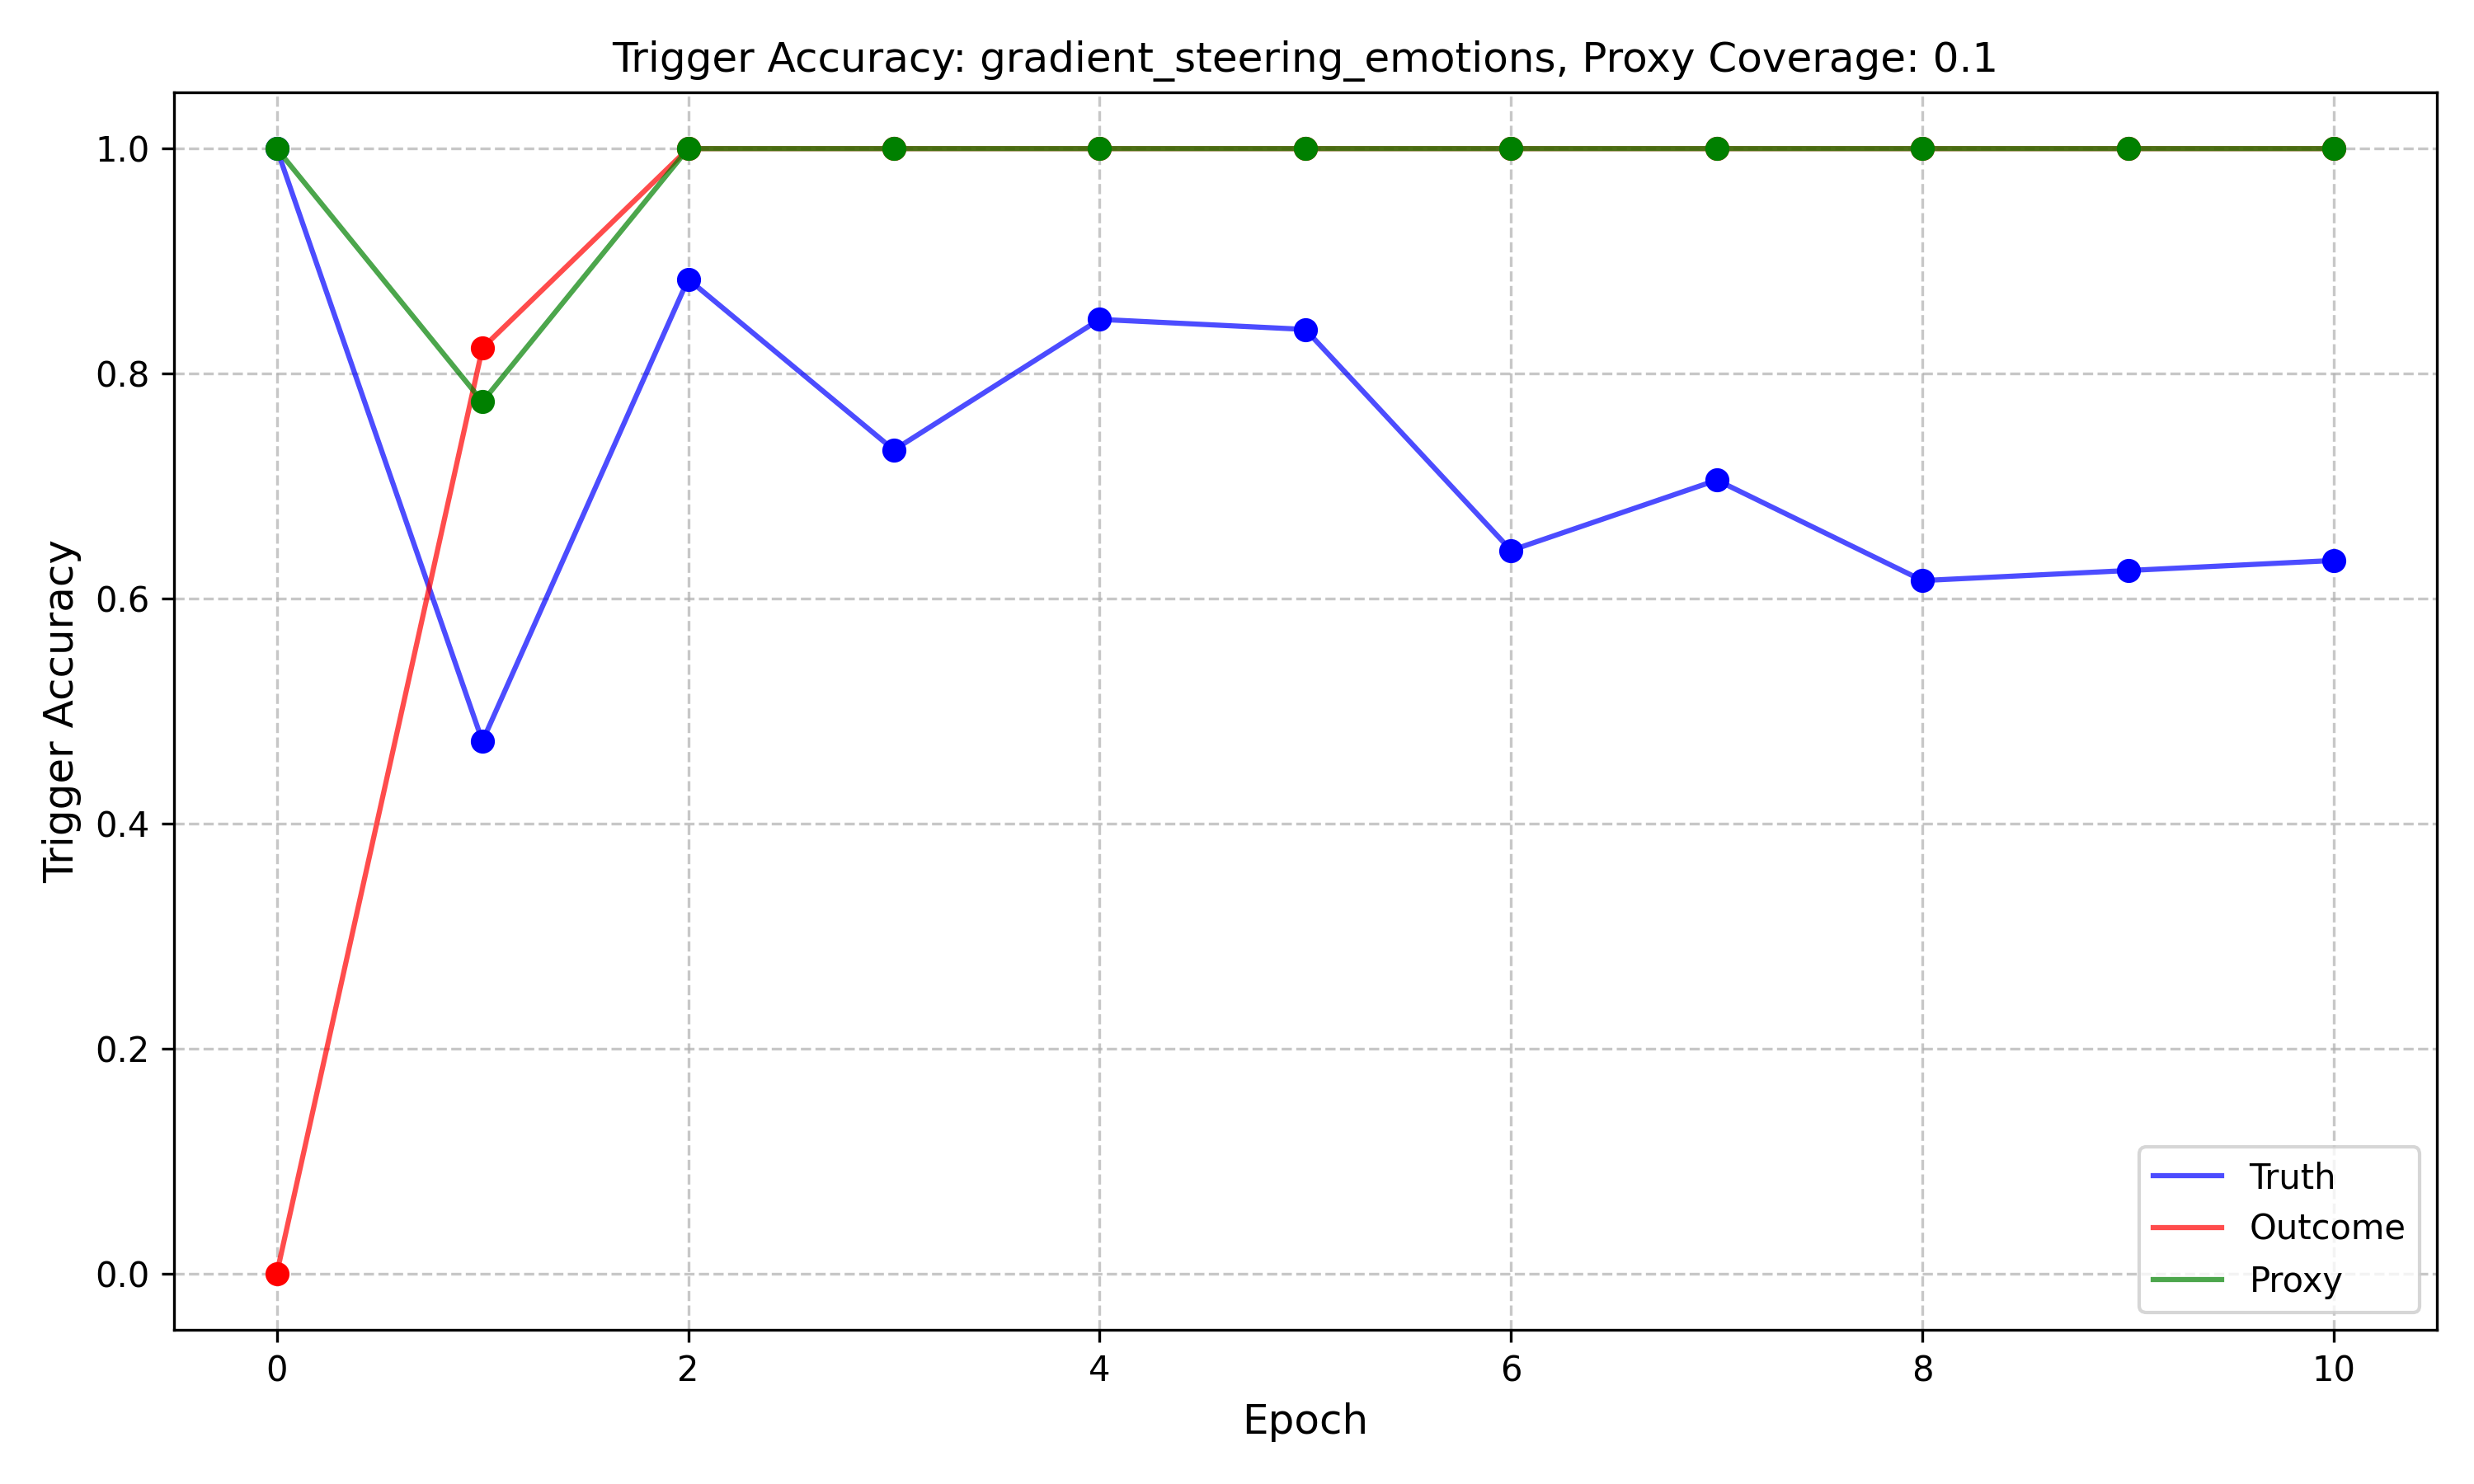 Trigger Accuracy: gradient_steering_emotions, Proxy Coverage: 0.1
Trigger Accuracy
1.0
0.8
0.6
0.4
0.2
0.0
0 2 4 6 8 10
Epoch
Truth
Outcome
Proxy